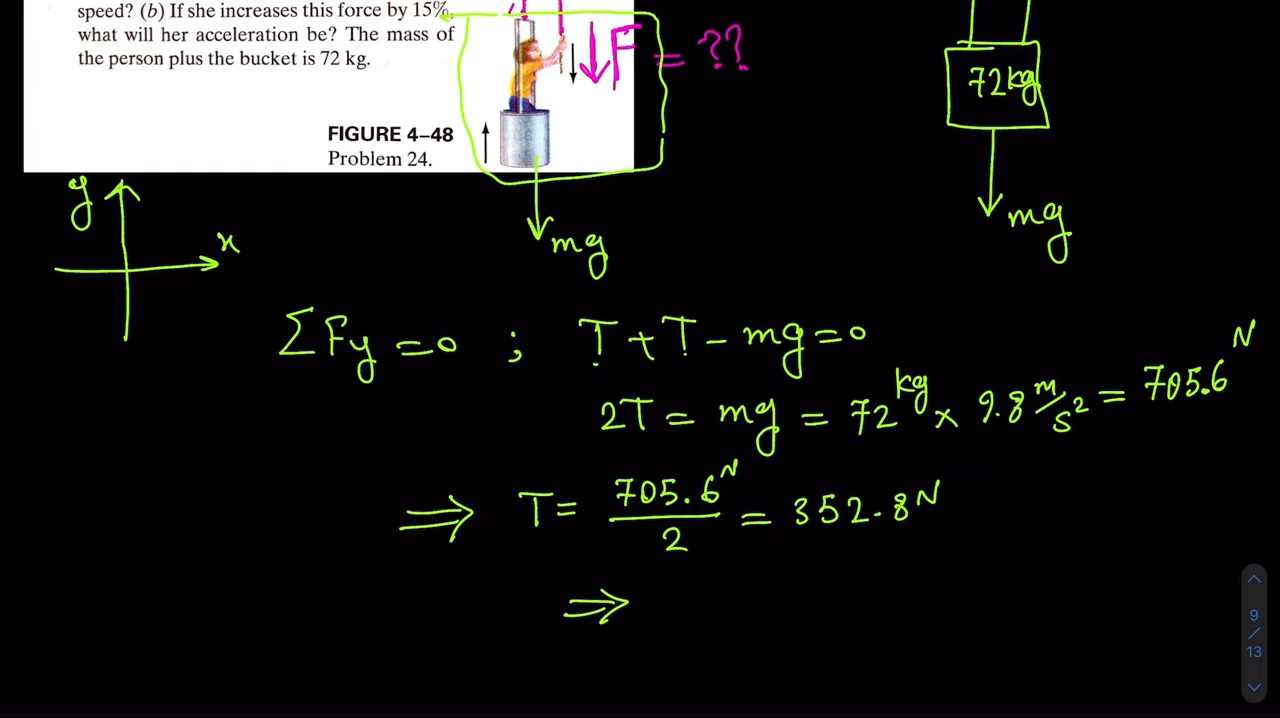 speed? (b) If she increases this force by 15%,
what will her acceleration be? The mass of
the person plus the bucket is 72 kg.
↓F = ??
72kg
FIGURE 4–48
Problem 24.
mg
mg
y
x
ΣFy = 0 ; T + T - mg = 0
2T = mg = 72 kg × 9.8 m/s² = 705.6 N
⇒ T = 705.6 N / 2 = 352.8 N
⇒
9
/
13